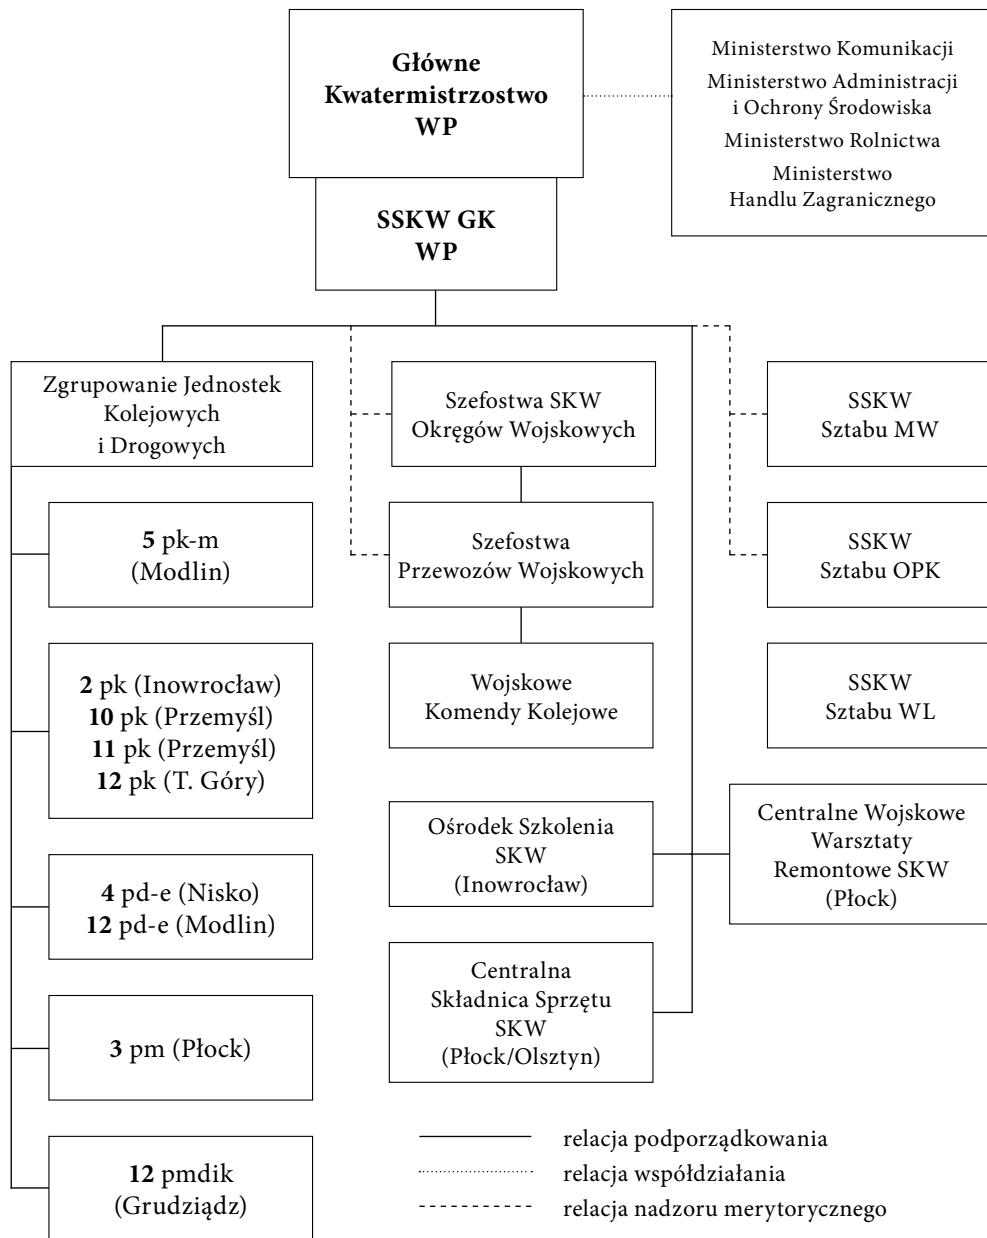 Główne
Kwatermistrzostwo
WP
Ministerstwo Komunikacji
Ministerstwo Administracji
i Ochrony Środowiska
Ministerstwo Rolnictwa
Ministerstwo
Handlu Zagranicznego
SSKW GK
WP
Zgrupowanie Jednostek
Kolejowych
i Drogowych
5 pk-m
(Modlin)
2 pk (Inowrocław)
10 pk (Przemyśl)
11 pk (Przemyśl)
12 pk (T. Góry)
4 pd-e (Nisko)
12 pd-e (Modlin)
3 pm (Płock)
12 pmdik
(Grudziądz)
Szefostwa SKW
Okręgów Wojskowych
Szefostwa
Przewozów Wojskowych
Wojskowe
Komendy Kolejowe
Ośrodek Szkolenia
SKW
(Inowrocław)
Centralna
Składnica Sprzętu
SKW
(Płock/Olsztyn)
SSKW
Sztabu MW
SSKW
Sztabu OPK
SSKW
Sztabu WL
Centralne Wojskowe
Warsztaty
Remontowe SKW
(Płock)
relacja podporządkowania
relacja współdziałania
relacja nadzoru merytorycznego